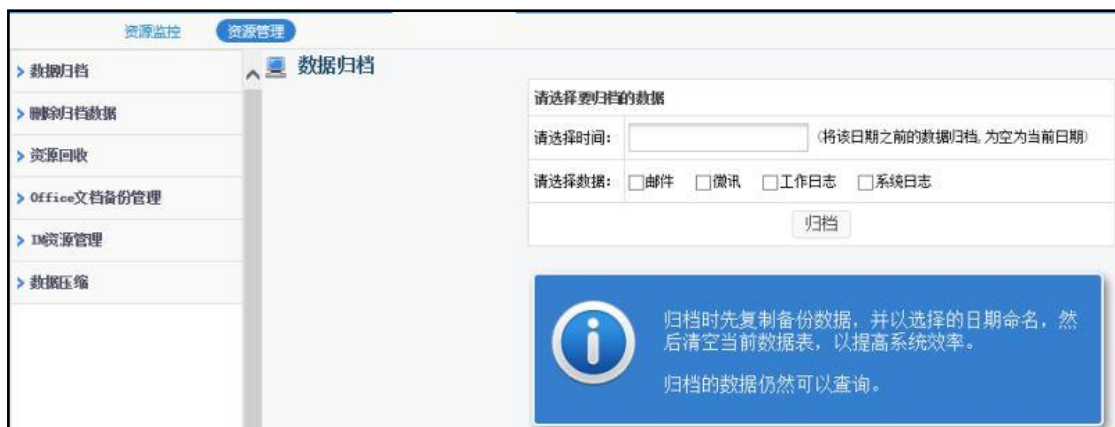 资源监控
资源管理
数据归档
删除归档数据
资源回收
Office文档备份管理
IM资源管理
数据压缩
数据归档
请选择要归档的数据
请选择时间: (将该日期之前的数据归档,为空为当前日期)
请选择数据: 邮件 微讯 工作日志 系统日志
归档
归档时先复制备份数据，并以选择的日期命名，然
后清空当前数据表，以提高系统效率。
归档的数据仍然可以查询。